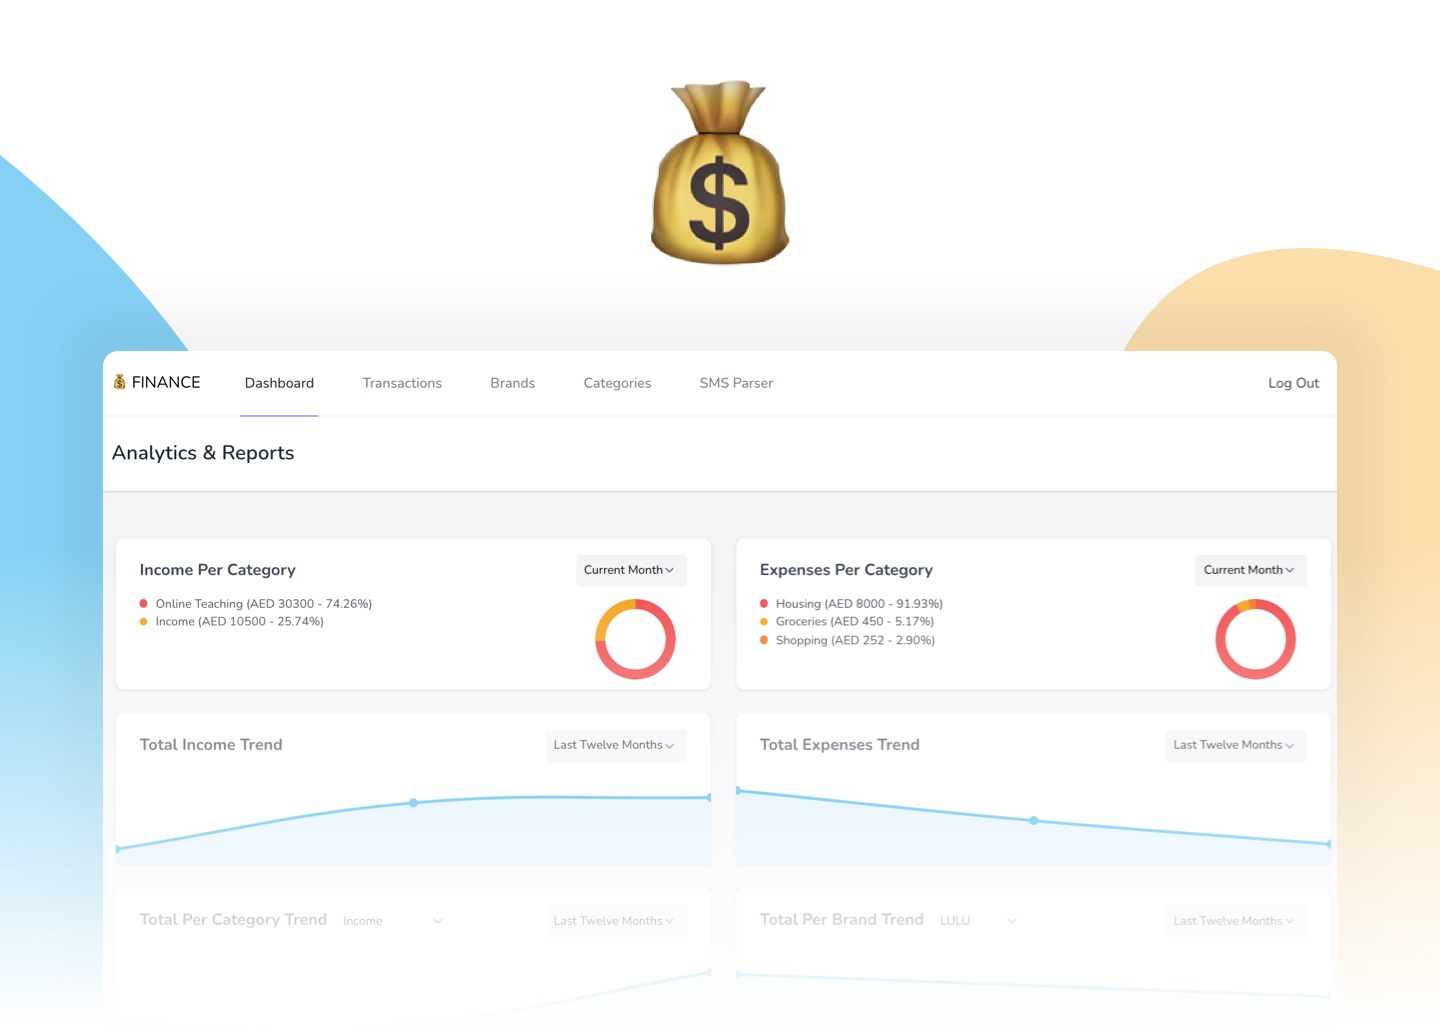 $
FINANCE Dashboard Transactions Brands Categories SMS Parser Log Out
Analytics & Reports
Income Per Category Current Month
Online Teaching (AED 30300 - 74.26%)
Income (AED 10500 - 25.74%)
Expenses Per Category Current Month
Housing (AED 8000 - 91.93%)
Groceries (AED 450 - 5.17%)
Shopping (AED 252 - 2.90%)
Total Income Trend Last Twelve Months
Total Expenses Trend Last Twelve Months
Total Per Category Trend Income Last Twelve Months
Total Per Brand Trend LULU Last Twelve Months